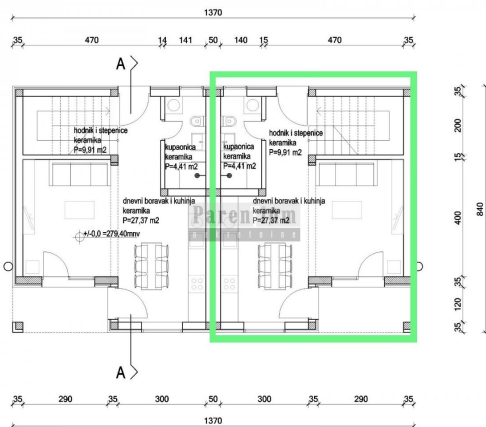 1370
35 470 14 141 50 140 15 470 35
A
35
200
15
400
35
120
35
840
hodnik i stepenice
keramika
P=9,91 m2
kupaonica
keramika
P=4,41 m2
kupaonica
keramika
P=4,41 m2
hodnik i stepenice
keramika
P=9,91 m2
dnevni boravak i kuhinja
keramika
P=27,37 m2
dnevni boravak i kuhinja
keramika
P=27,37 m2
+/-0,0 =279,40mnv
A
35 290 35 300 50 300 35 290 35
1370